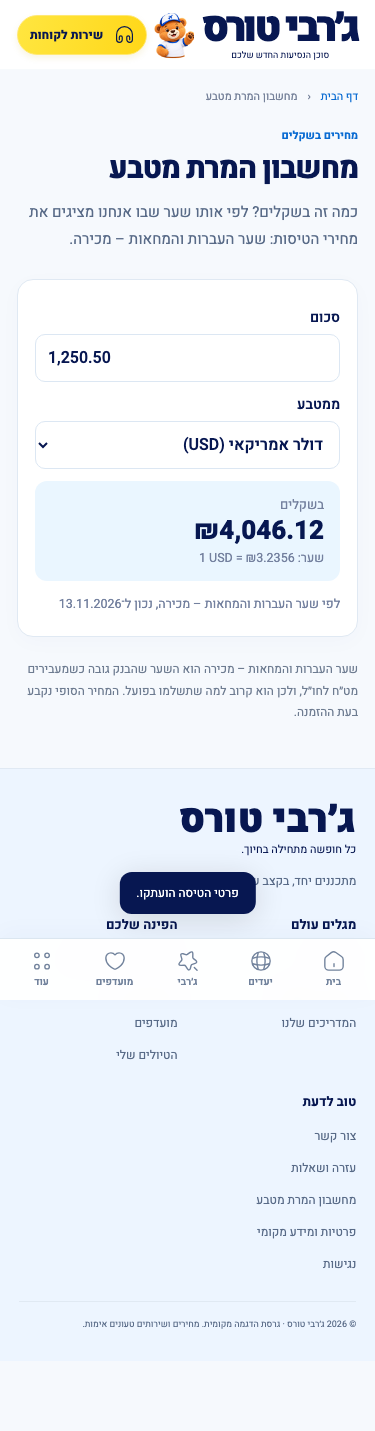 ג׳רבי טורס
סוכן הנסיעות החדש שלכם
שירות לקוחות
דף הבית › מחשבון המרת מטבע
מחירים בשקלים
מחשבון המרת מטבע
כמה זה בשקלים? לפי אותו שער שבו אנחנו מציגים את
מחירי הטיסות: שער העברות והמחאות – מכירה.
סכום
1,250.50
ממטבע
דולר אמריקאי (USD)
בשקלים
₪4,046.12
שער: 1 USD = ₪3.2356
לפי שער העברות והמחאות – מכירה, נכון ל־13.11.2026
שער העברות והמחאות – מכירה הוא השער שהבנק גובה כשמעבירים
מט״ח לחו״ל, ולכן הוא קרוב למה שתשלמו בפועל. המחיר הסופי נקבע
בעת ההזמנה.
ג׳רבי טורס
כל חופשה מתחילה בחיוך.
מתכננים יחד, בקצב
פרטי הטיסה הועתקו.
מגלים עולם
הפינה שלכם
בית
יעדים
ג׳רבי
מועדפים
עוד
המדריכים שלנו
מועדפים
הטיולים שלי
טוב לדעת
צור קשר
עזרה ושאלות
מחשבון המרת מטבע
פרטיות ומידע מקומי
נגישות
© 2026 ג׳רבי טורס · גרסת הדגמה מקומית. מחירים ושירותים טעונים אימות.